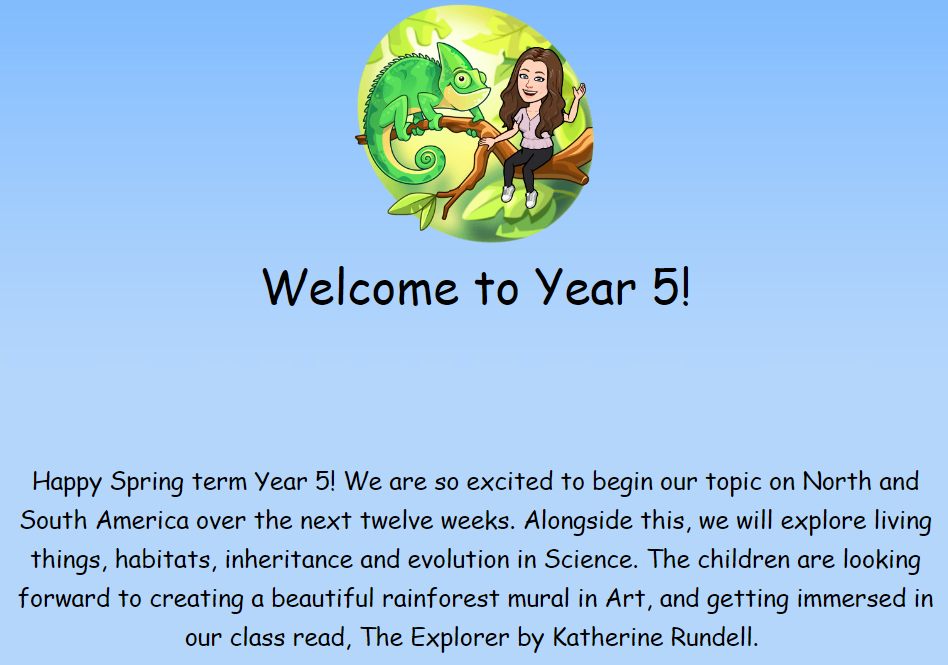 Welcome to Year 5!
Happy Spring term Year 5! We are so excited to begin our topic on North and
South America over the next twelve weeks. Alongside this, we will explore living
things, habitats, inheritance and evolution in Science. The children are looking
forward to creating a beautiful rainforest mural in Art, and getting immersed in
our class read, The Explorer by Katherine Rundell.